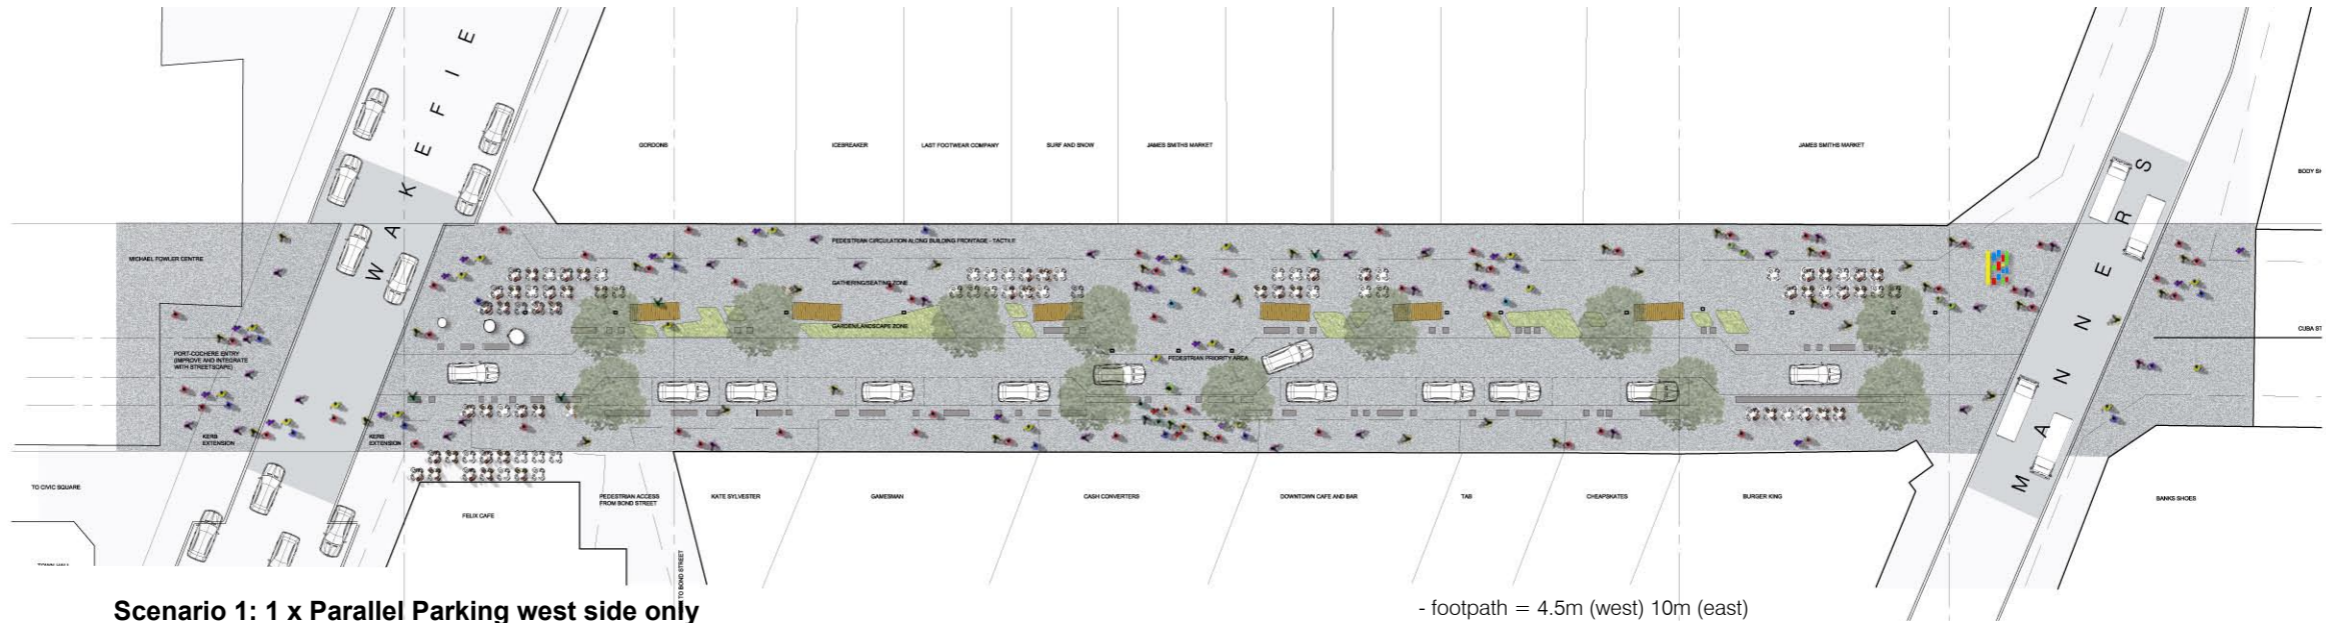 WAKEFIE
GORDONS
ICEBREAKER
LAST FOOTWEAR COMPANY
SURF AND SNOW
JAMES SMITHS MARKET
JAMES SMITHS MARKET
MANNERS
PEDESTRIAN CIRCULATION ALONG BUILDING FRONTAGE - TACTILE
MICHAEL FOWLER CENTRE
GATHERING/SEATING ZONE
GARDEN/LANDSCAPE ZONE
PORT-COCHERE ENTRY
(IMPROVE AND INTEGRATE
WITH STREETSCAPE)
PEDESTRIAN PRIORITY AREA
KERB
EXTENSION
KERB
EXTENSION
TO CIVIC SQUARE
FELIX CAFE
PEDESTRIAN ACCESS
FROM BOND STREET
KATE SYLVESTER
GAMESMAN
CASH CONVERTERS
DOWNTOWN CAFE AND BAR
TAB
CHEAPSKATES
BURGER KING
BANKS SHOES
TO BOND STREET
Scenario 1: 1 x Parallel Parking west side only
- footpath = 4.5m (west) 10m (east)